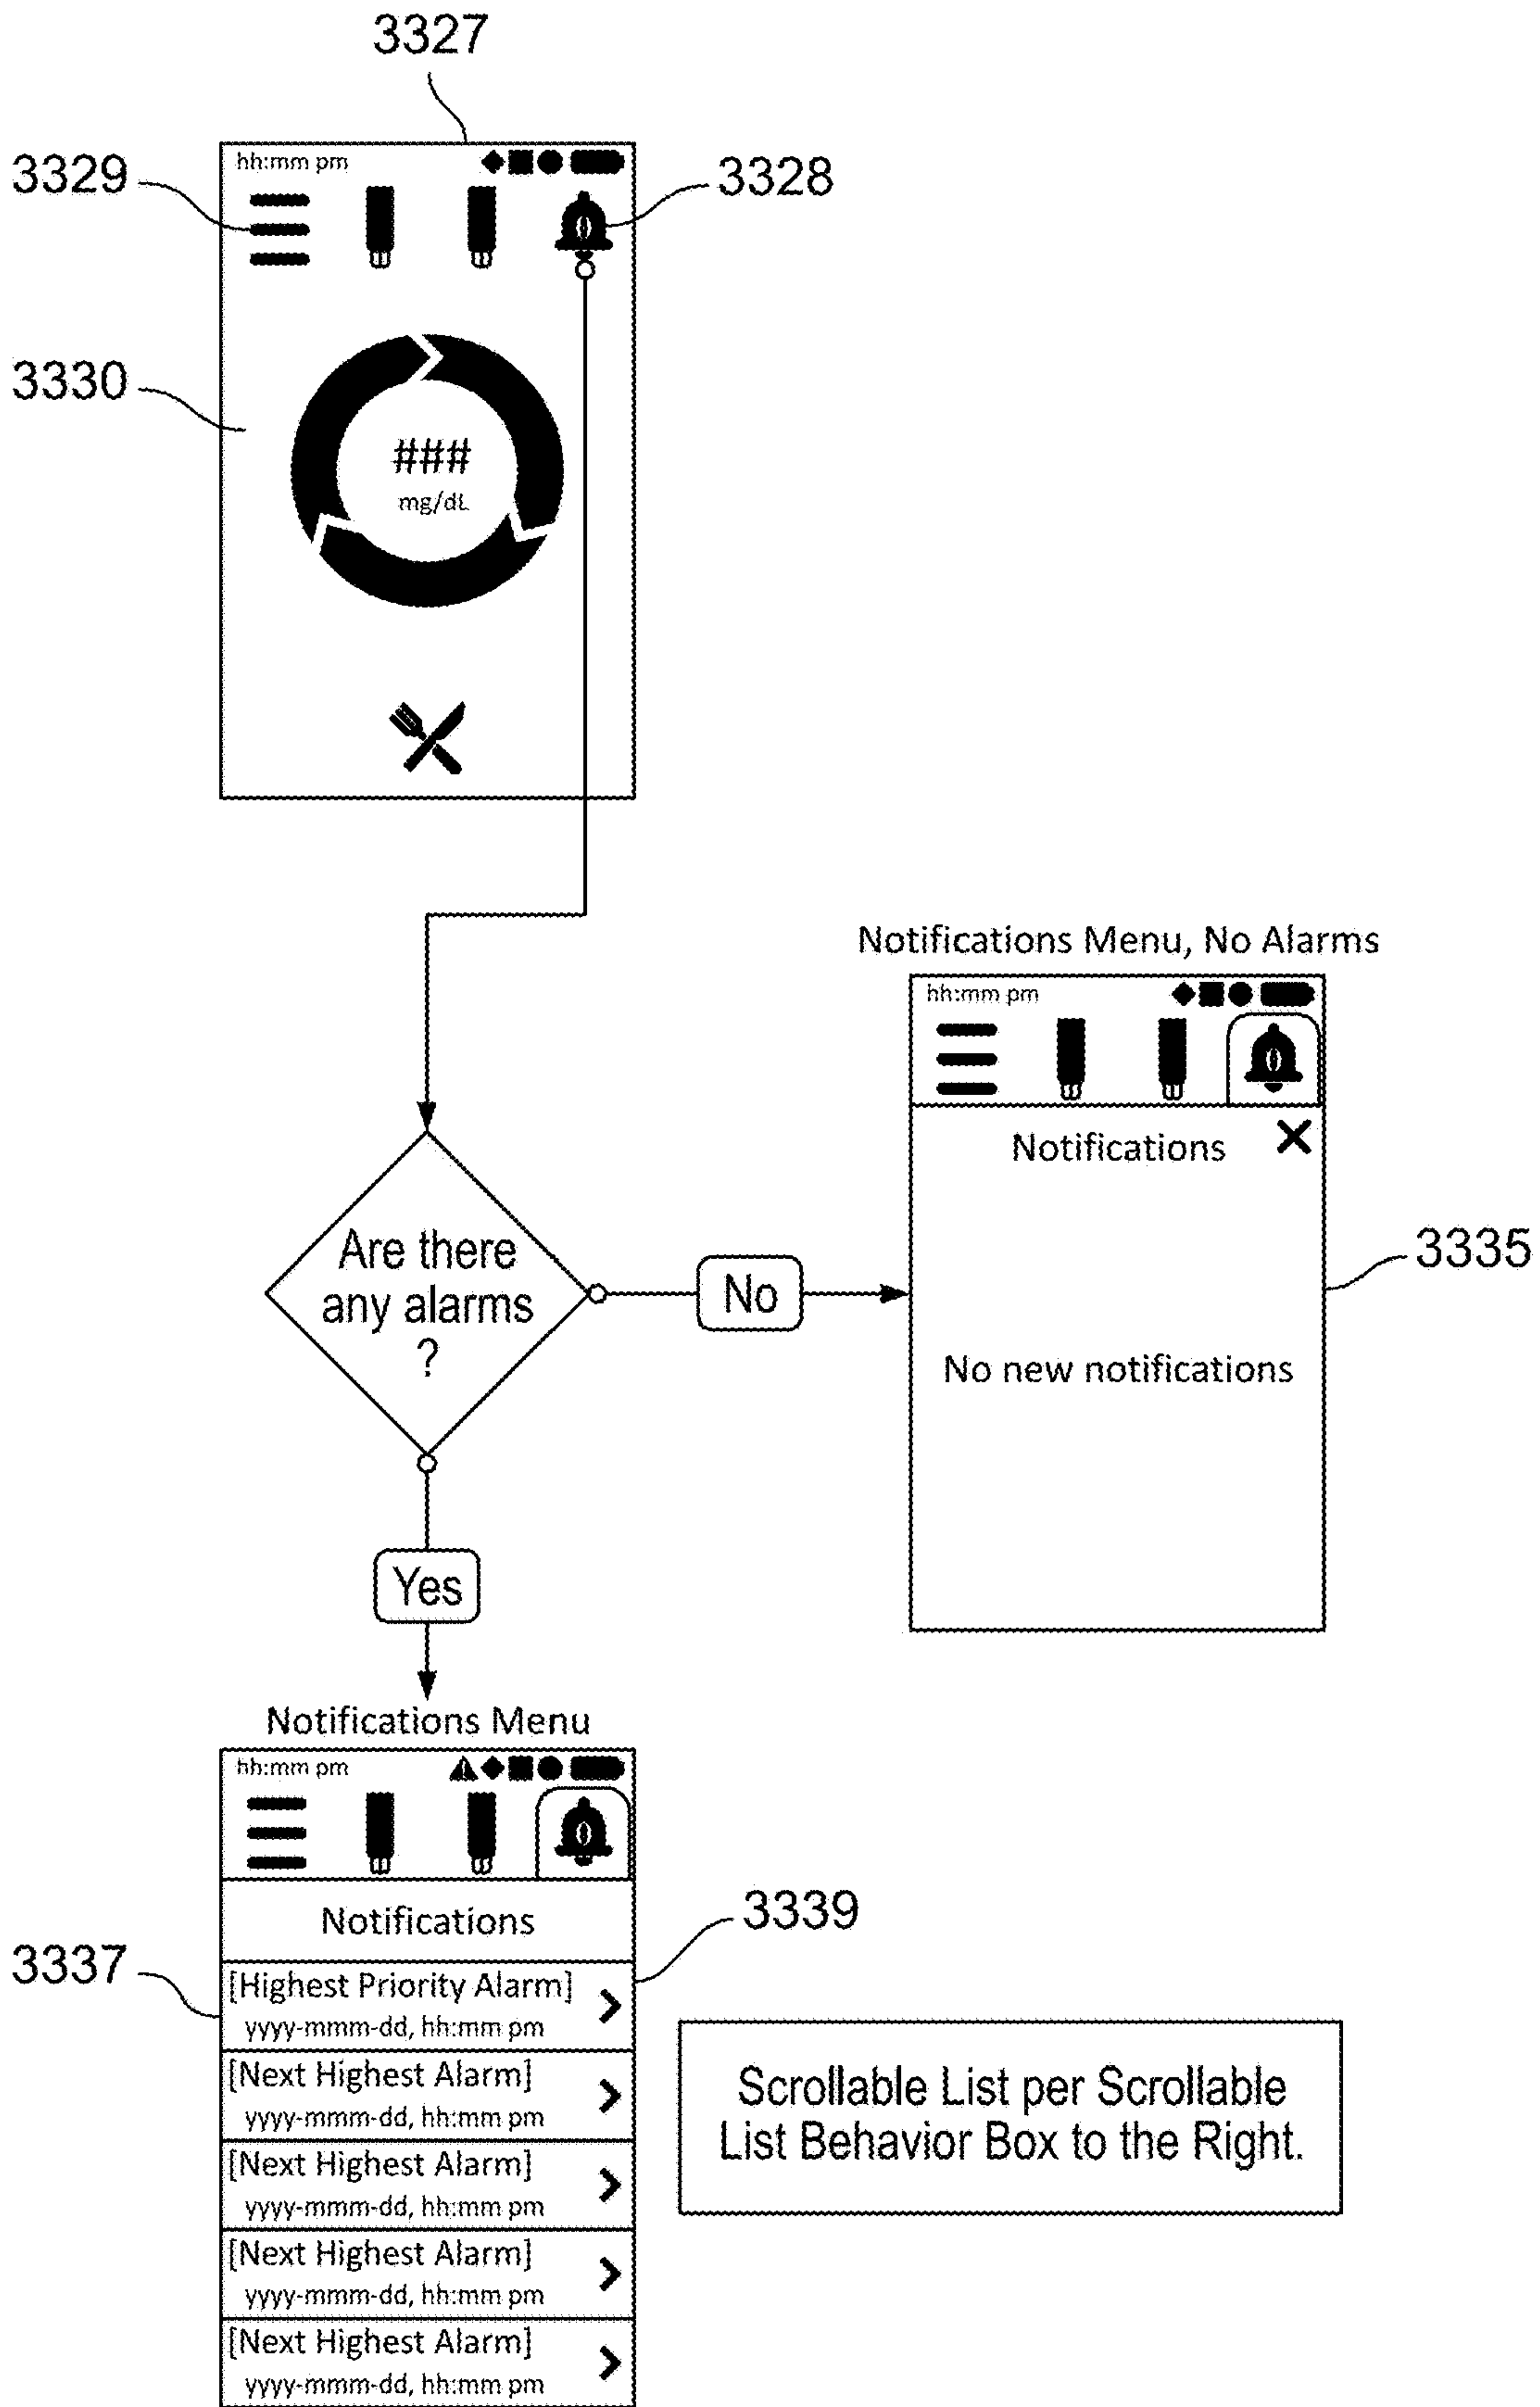 3327
3329
hh:mm pm
3328
0
3330
###
mg/dL
Notifications Menu, No Alarms
hh:mm pm
0
Notifications
Are there
any alarms
?
No
3335
No new notifications
Yes
Notifications Menu
hh:mm pm
0
Notifications
3339
3337
[Highest Priority Alarm]
yyyy-mmm-dd, hh:mm pm
[Next Highest Alarm]
yyyy-mmm-dd, hh:mm pm
[Next Highest Alarm]
yyyy-mmm-dd, hh:mm pm
[Next Highest Alarm]
yyyy-mmm-dd, hh:mm pm
[Next Highest Alarm]
yyyy-mmm-dd, hh:mm pm
Scrollable List per Scrollable
List Behavior Box to the Right.